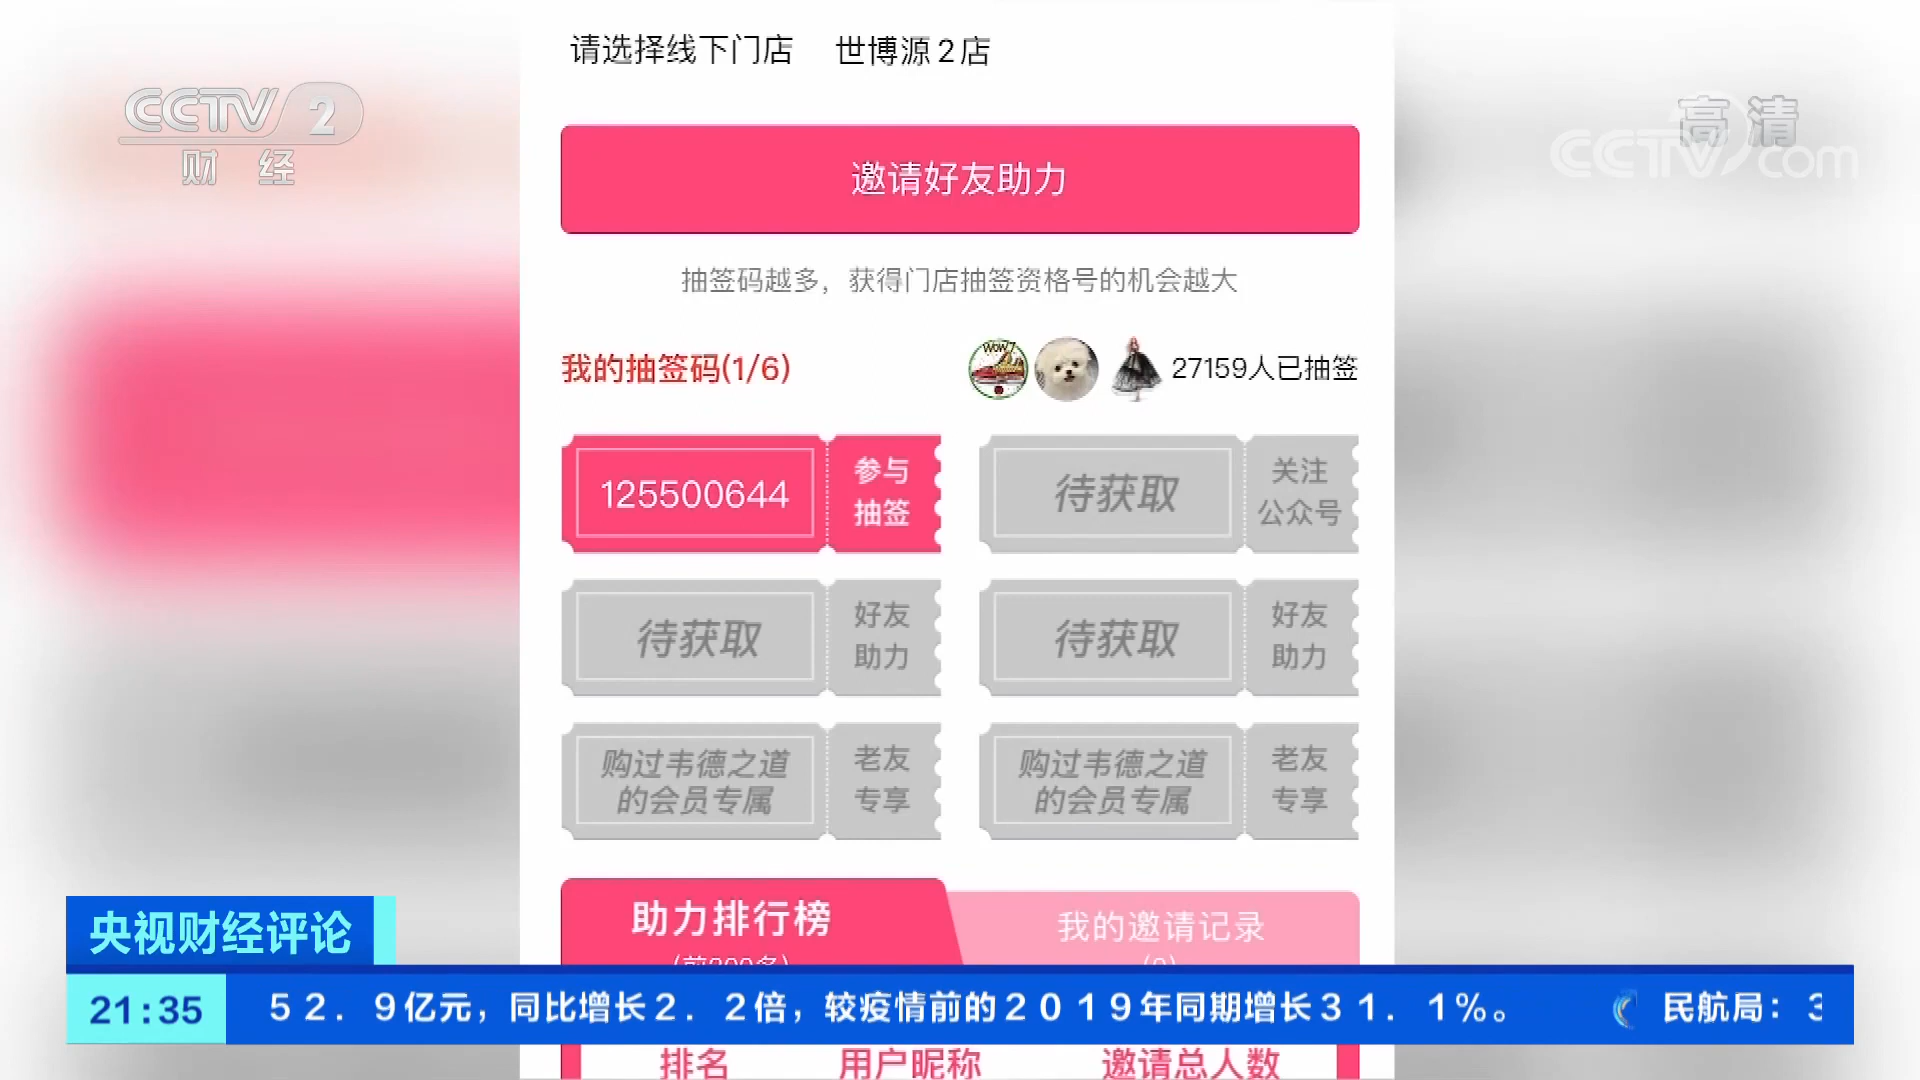 请选择线下门店 世博源2店
CCTV 2
财 经
高清
CCTV.com
邀请好友助力
抽签码越多，获得门店抽签资格号的机会越大
我的抽签码(1/6)
WOW
27159人已抽签
125500644
参与
抽签
待获取
关注
公众号
待获取
好友
助力
待获取
好友
助力
购过韦德之道
的会员专属
老友
专享
购过韦德之道
的会员专属
老友
专享
助力排行榜
我的邀请记录
央视财经评论
21:35
52．9亿元，同比增长2．2倍，较疫情前的2019年同期增长31．1%。 民航局：3
排名 用户昵称 邀请总人数